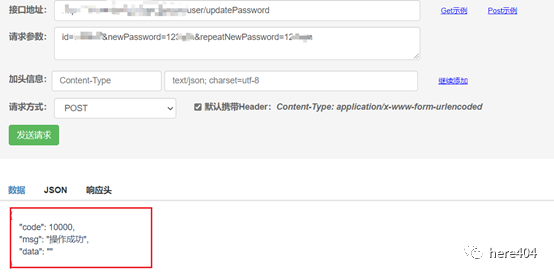 接口地址: user/updatePassword Get示例 Post示例
请求参数: id= &newPassword=12 &repeatNewPassword=12
加头信息: Content-Type text/json; charset=utf-8 继续添加
请求方式: POST 默认携带Header: Content-Type: application/x-www-form-urlencoded
发送请求
数据 JSON 响应头
"code": 10000,
"msg": "操作成功",
"data": ""
here404